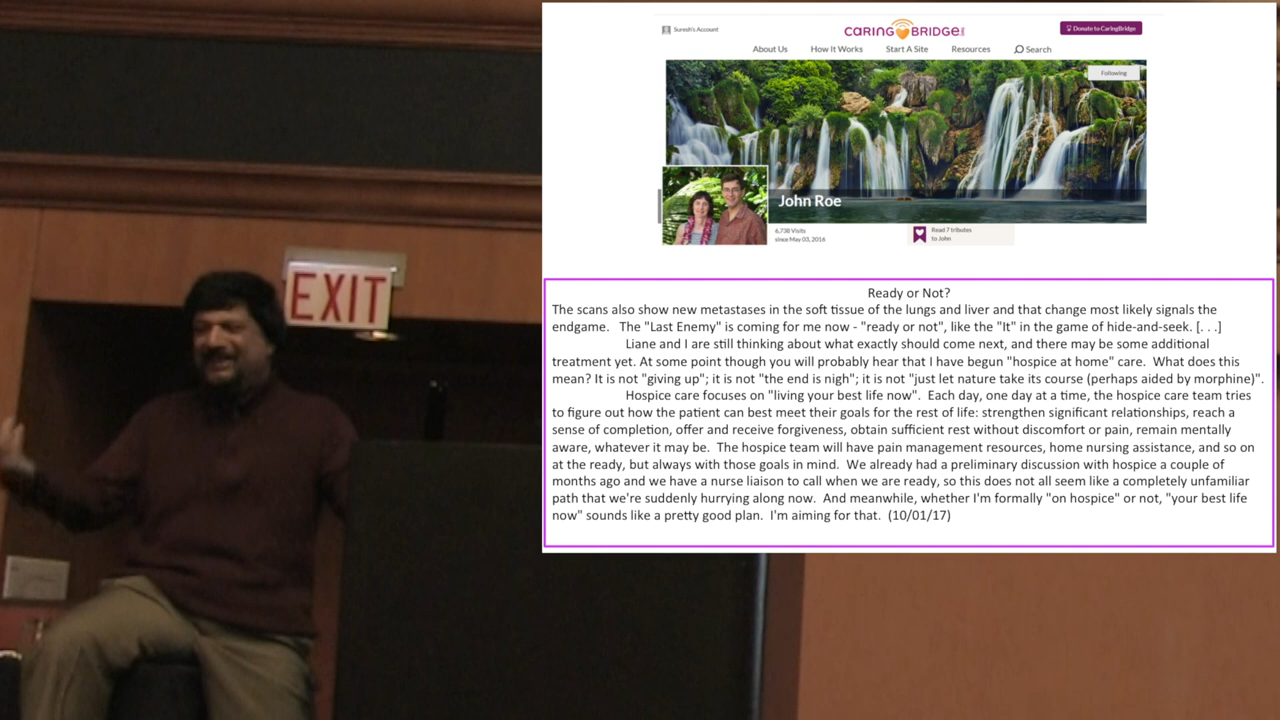 Suresh's Account
CARING BRIDGE
Donate to CaringBridge
About Us How It Works Start A Site Resources Search
Following
John Roe
6,738 Visits
since May 03, 2016
Read 7 tributes
to John
EXIT
Ready or Not?
The scans also show new metastases in the soft tissue of the lungs and liver and that change most likely signals the
endgame. The "Last Enemy" is coming for me now - "ready or not", like the "It" in the game of hide-and-seek. [. . .]
Liane and I are still thinking about what exactly should come next, and there may be some additional
treatment yet. At some point though you will probably hear that I have begun "hospice at home" care. What does this
mean? It is not "giving up"; it is not "the end is nigh"; it is not "just let nature take its course (perhaps aided by morphine)".
Hospice care focuses on "living your best life now". Each day, one day at a time, the hospice care team tries
to figure out how the patient can best meet their goals for the rest of life: strengthen significant relationships, reach a
sense of completion, offer and receive forgiveness, obtain sufficient rest without discomfort or pain, remain mentally
aware, whatever it may be. The hospice team will have pain management resources, home nursing assistance, and so on
at the ready, but always with those goals in mind. We already had a preliminary discussion with hospice a couple of
months ago and we have a nurse liaison to call when we are ready, so this does not all seem like a completely unfamiliar
path that we're suddenly hurrying along now. And meanwhile, whether I'm formally "on hospice" or not, "your best life
now" sounds like a pretty good plan. I'm aiming for that. (10/01/17)